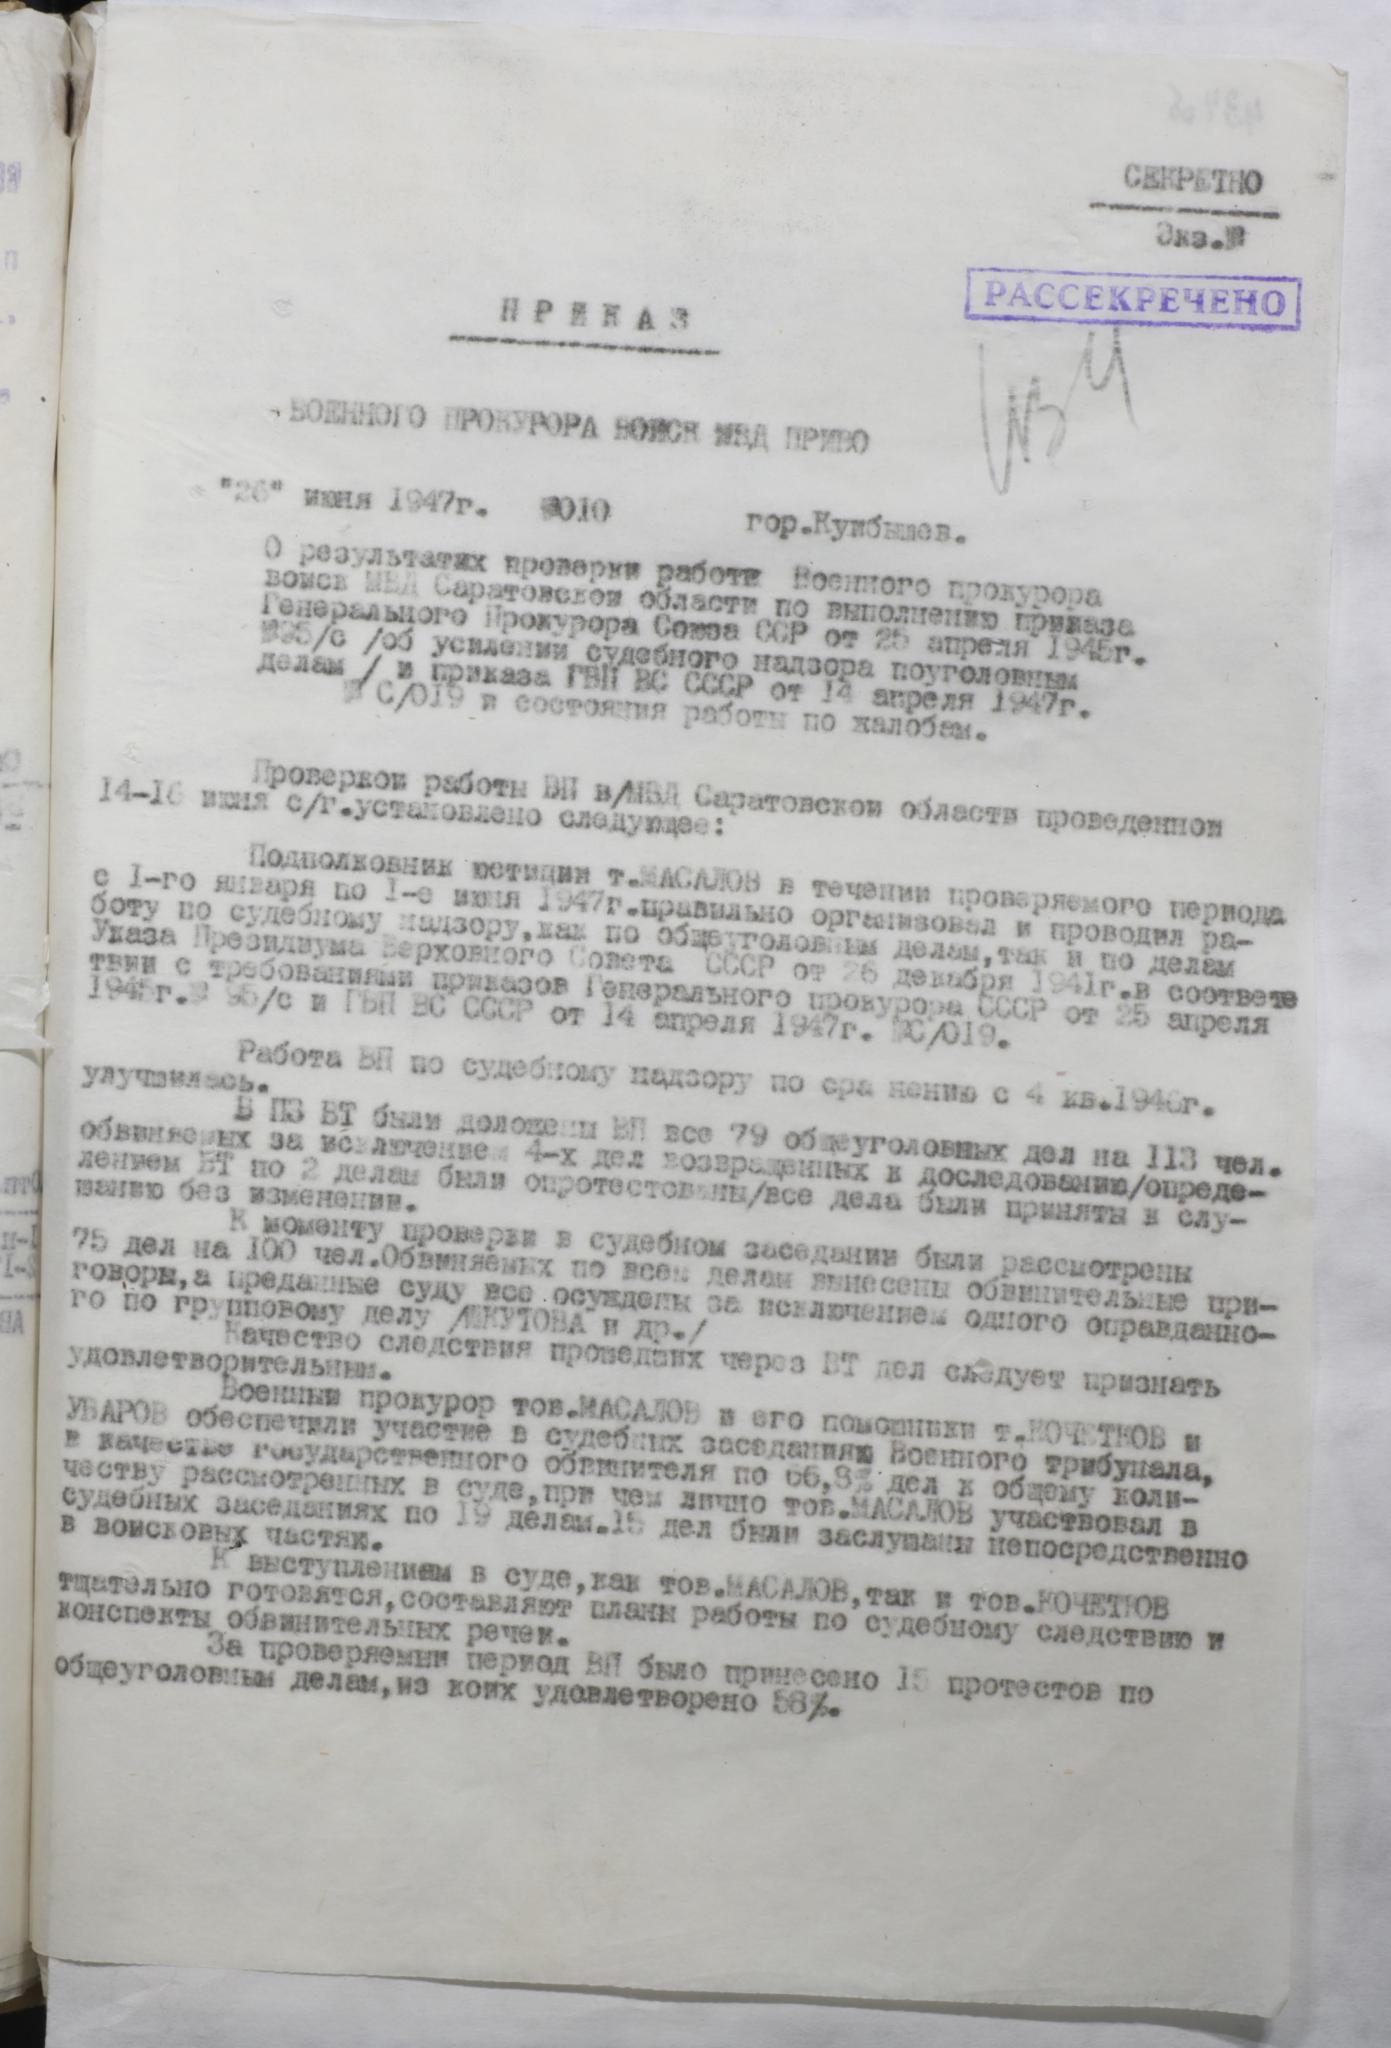 СЕКРЕТНО
Экз.№
РАССЕКРЕЧЕНО
П Р И К А З
ВОЕННОГО ПРОКУРОРА ВОЙСК МВД ПРИВО
"26" июня 1947г. №010 гор.Куйбышев.
О результатих проверки работи Военного прокурора
войск МВД Саратовской области по выполнению приказа
Генерального Прокурора Союза ССР от 25 апреля 1945г.
№95/с /об усилении судебного надзора поуголовным
делам / и приказа ГВП ВС СССР от 14 апреля 1947г.
№ С/019 и состояния работы по жалобам.
Проверкой работы ВП в/МВД Саратовской области проведенной
14-16 июня с/г.установлено следующее:
Подполковник юстиции т.МАСАЛОВ в течении проверяемого периода
с I-го января по I-е июня 1947г.правильно организовал и проводил ра-
боту по судебному надзору,как по общеуголовным делам,так и по делам
Указа Президиума Верховного Совета СССР от 26 декабря 1941г.в соответс
твии с требованиями приказов Генерального прокурора СССР от 25 апреля
1945г.№ 95/с и ГВП ВС СССР от 14 апреля 1947г. №С/019.
Работа ВП по судебному надзору по сра нению с 4 кв.1946г.
улучшилась.
В ПЗ ВТ были доложены ВП все 79 общеуголовных дел на 113 чел.
обвиняемых за исключением 4-х дел возвращенных к доследованию/опреде-
лением ВТ по 2 делам были опротестованы/все дела были приняты к слу-
шанию без изменений.
К моменту проверки в судебном заседании были рассмотрены
75 дел на 100 чел.Обвиняемых по всем делам вынесены обвинительные при-
говоры,а преданные суду все осуждены за исключением одного оправданно-
го по групповому делу /ШКУТОВА и др./
Качество следствия проведших через ВТ дел следует признать
удовлетворительным.
Военный прокурор тов.МАСАЛОВ и его помошники т.КОЧЕТКОВ и
УВАРОВ обеспечили участие в судебных заседаниях Военного трибунала,
в качестве государственного обвинителя по 66,8% дел к общему коли-
честву рассмотренных в суде,при чем лично тов.МАСАЛОВ участвовал в
судебных заседаниях по 19 делам.15 дел были заслушаны непосредственно
в войсковых частях.
К выступлениям в суде,как тов.МАСАЛОВ,так и тов.КОЧЕТКОВ
тщательно готовятся,составляют планы работы по судебному следствию и
конспекты обвинительных речей.
За проверяемый период ВП было принесено 15 протестов по
общеуголовным делам,из коих удовлетворено 58%.